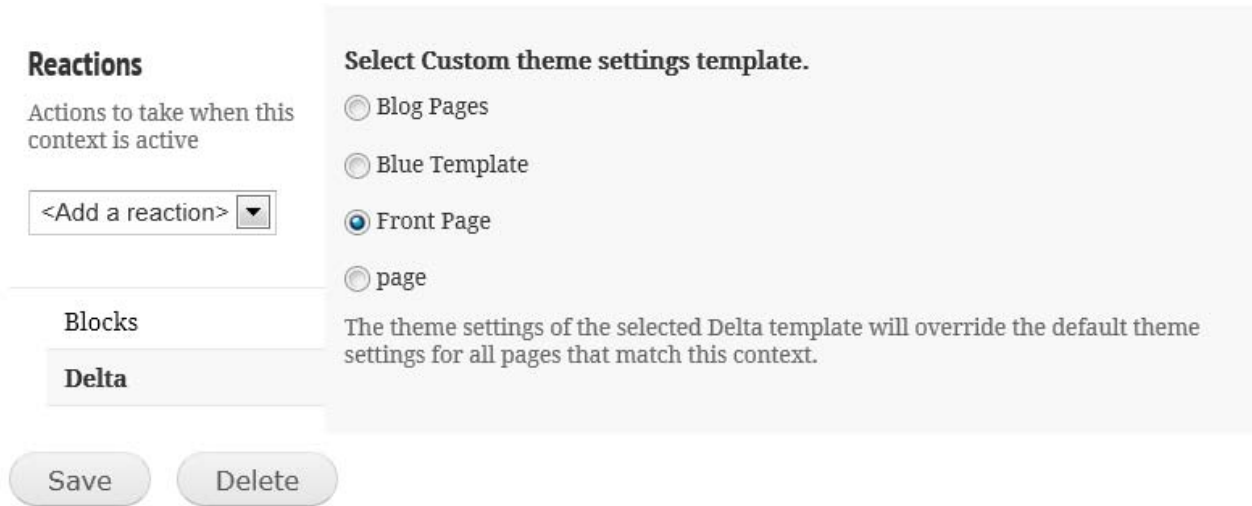 Reactions
Actions to take when this
context is active
<Add a reaction>
Blocks
Delta
Select Custom theme settings template.
Blog Pages
Blue Template
Front Page
page
The theme settings of the selected Delta template will override the default theme
settings for all pages that match this context.
Save
Delete